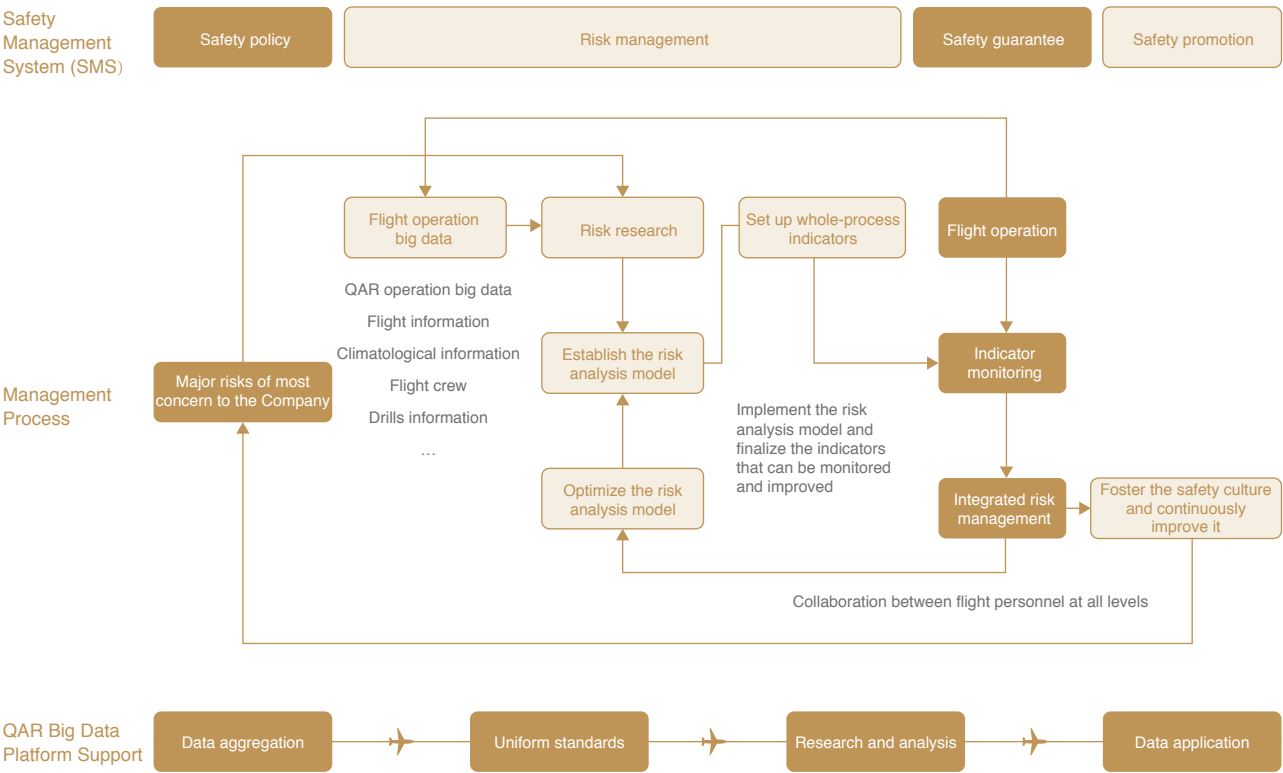 Safety
Management
System (SMS)
Safety policy
Risk management
Safety guarantee
Safety promotion
Flight operation
big data
Risk research
Set up whole-process
indicators
Flight operation
QAR operation big data
Flight information
Climatological information
Flight crew
Drills information
…
Establish the risk
analysis model
Indicator
monitoring
Management
Process
Major risks of most
concern to the Company
Implement the risk
analysis model and
finalize the indicators
that can be monitored
and improved
Optimize the risk
analysis model
Integrated risk
management
Foster the safety culture
and continuously
improve it
Collaboration between flight personnel at all levels
QAR Big Data
Platform Support
Data aggregation
Uniform standards
Research and analysis
Data application